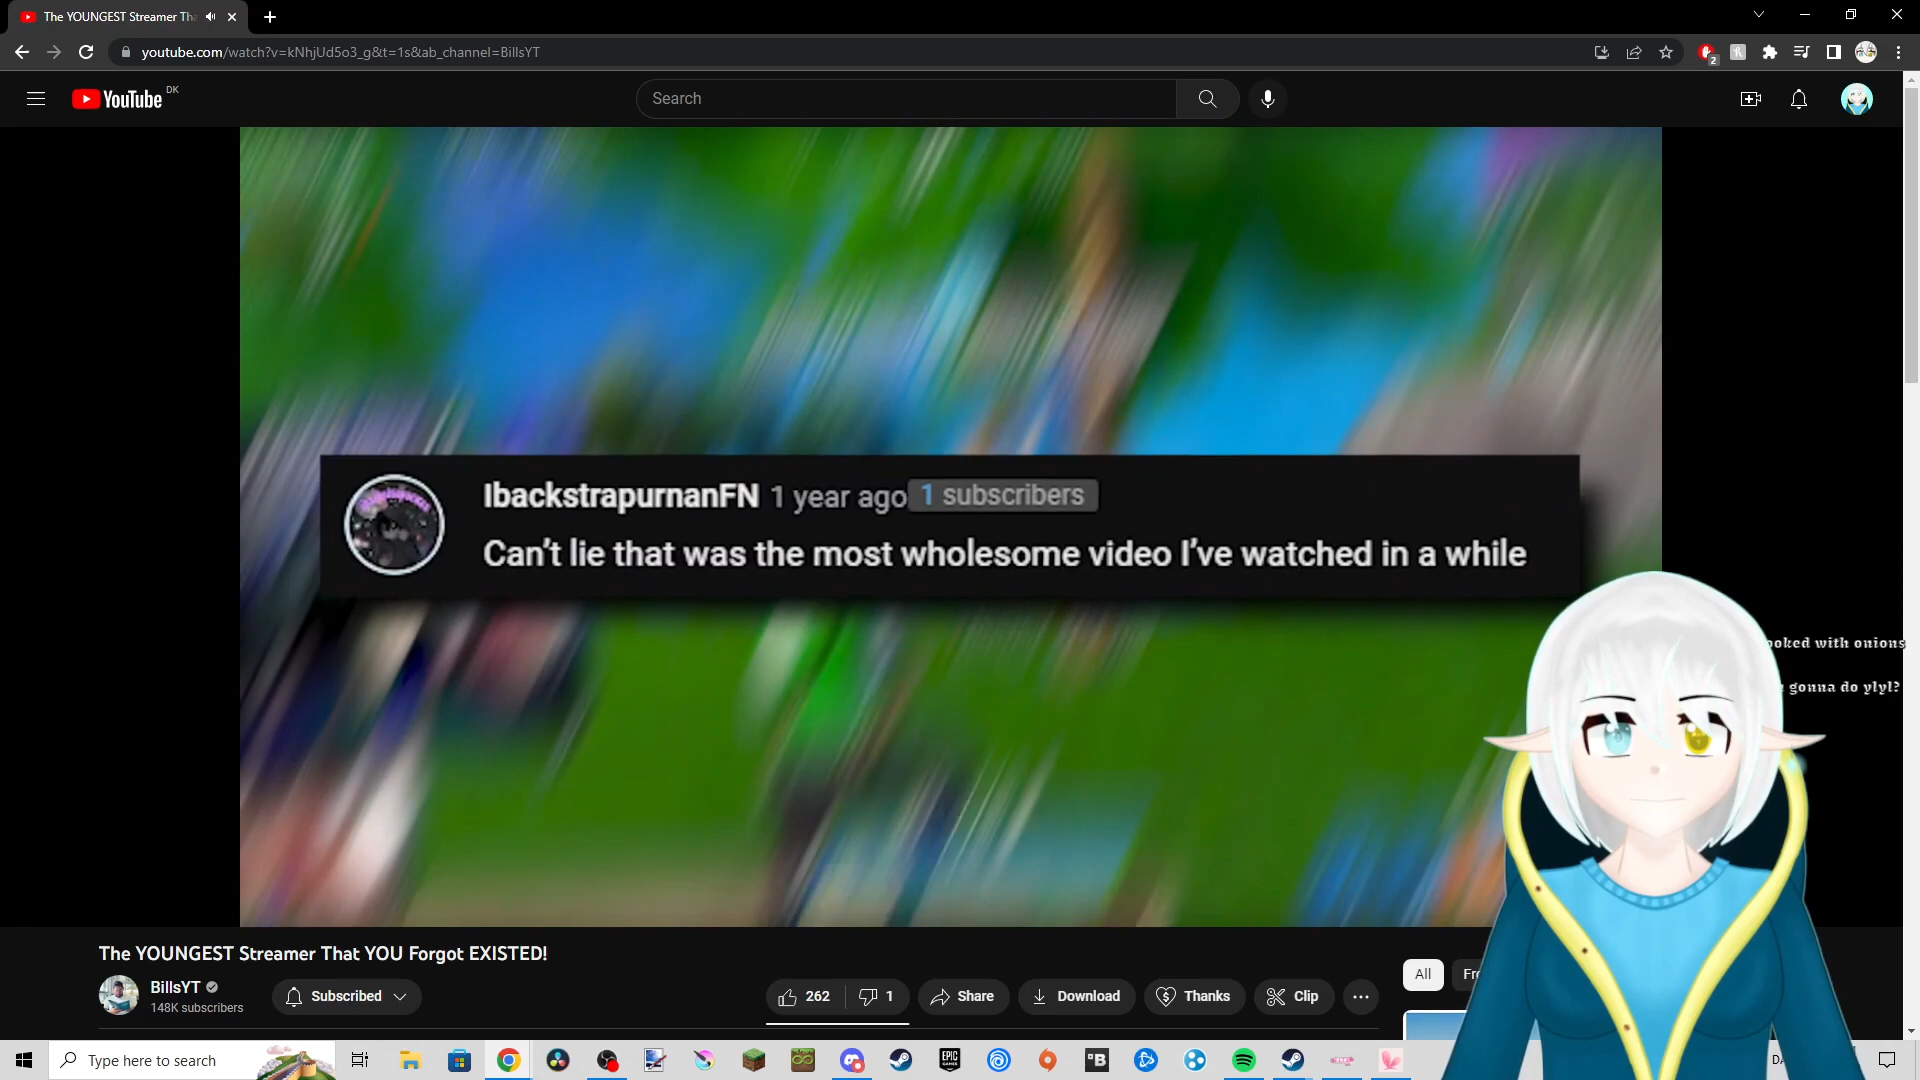 The YOUNGEST Streamer Tha
youtube.com/watch?v=kNhjUd5o3_g&t=1s&ab_channel=BillsYT
2
YouTube DK
Search
IbackstrapurnanFN 1 year ago 1 subscribers
Can't lie that was the most wholesome video I've watched in a while
ooked with onions
gonna do ylyl?
The YOUNGEST Streamer That YOU Forgot EXISTED!
BillsYT
148K subscribers
Subscribed
262
1
Share
Download
Thanks
Clip
All
Type here to search